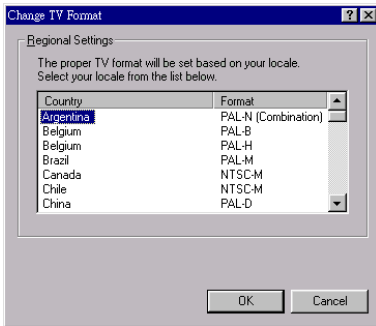 Change TV Format
Regional Settings
The proper TV format will be set based on your locale.
Select your locale from the list below.
Country Format
Argentina PAL-N (Combination)
Belgium PAL-B
Belgium PAL-H
Brazil PAL-M
Canada NTSC-M
Chile NTSC-M
China PAL-D
OK Cancel